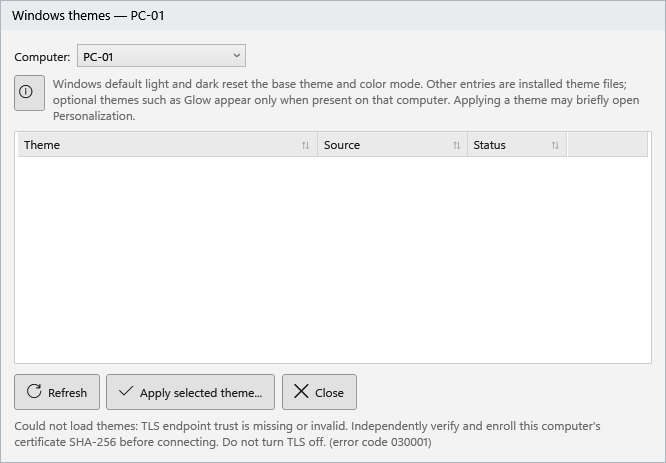 Windows themes — PC-01
Computer: PC-01
Windows default light and dark reset the base theme and color mode. Other entries are installed theme files;
optional themes such as Glow appear only when present on that computer. Applying a theme may briefly open
Personalization.
Theme Source Status
Refresh Apply selected theme... Close
Could not load themes: TLS endpoint trust is missing or invalid. Independently verify and enroll this computer's
certificate SHA-256 before connecting. Do not turn TLS off. (error code 030001)